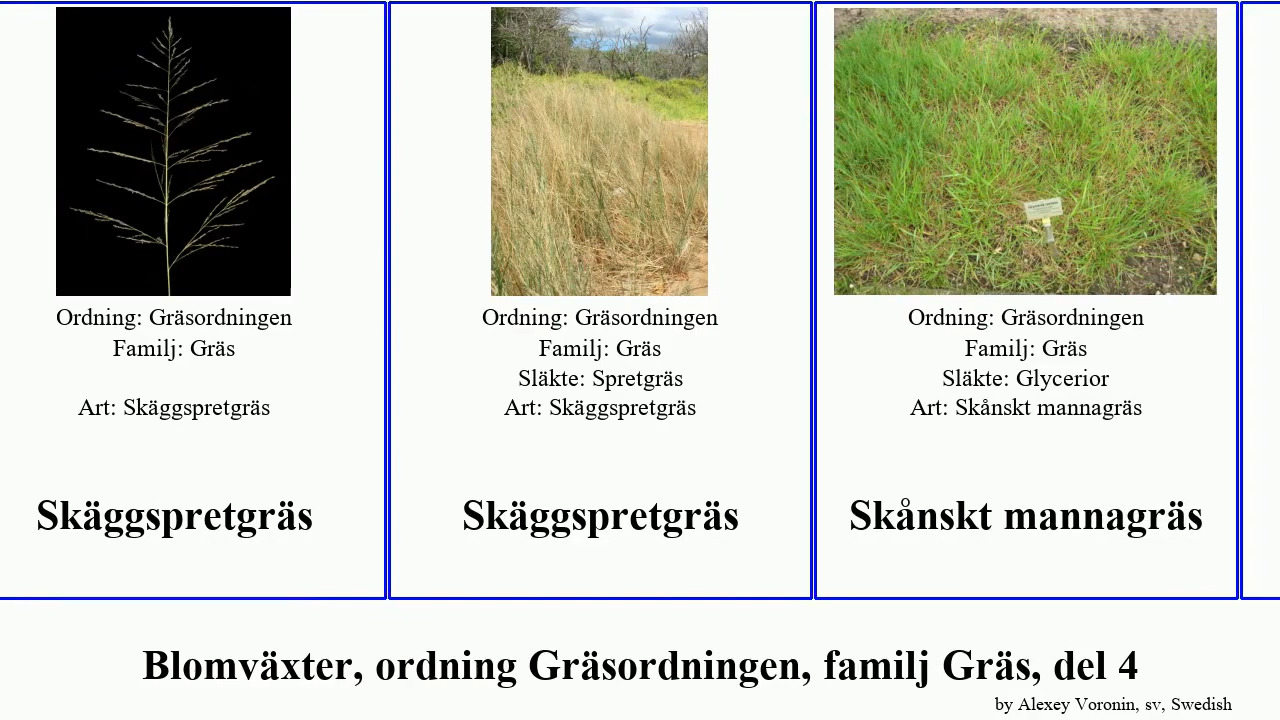 Ordning: Gräsordningen
Familj: Gräs
Art: Skäggspretgräs
Skäggspretgräs
Ordning: Gräsordningen
Familj: Gräs
Släkte: Spretgräs
Art: Skäggspretgräs
Skäggspretgräs
Ordning: Gräsordningen
Familj: Gräs
Släkte: Glycerior
Art: Skånskt mannagräs
Skånskt mannagräs
Blomväxter, ordning Gräsordningen, familj Gräs, del 4
by Alexey Voronin, sv, Swedish